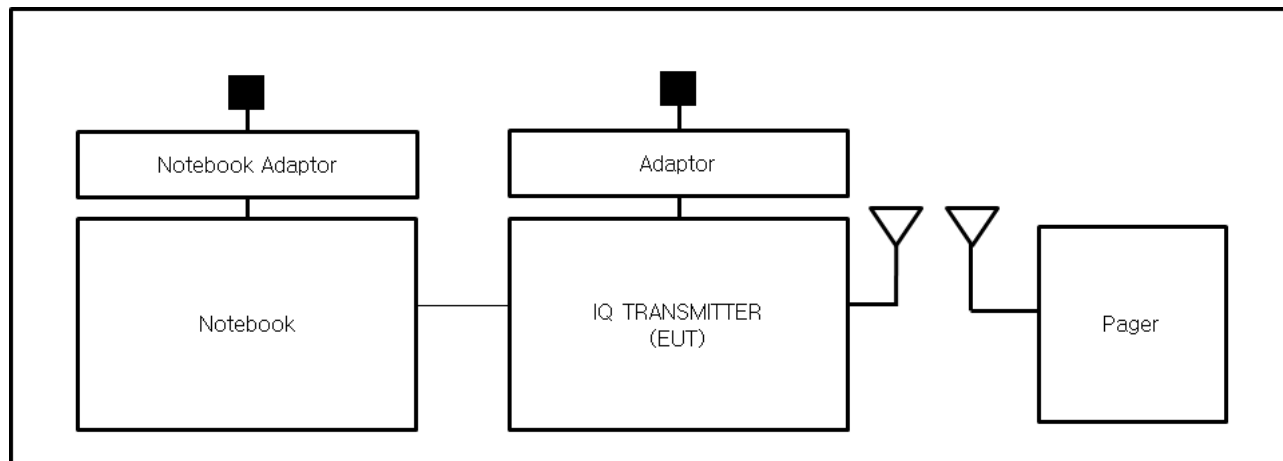 Notebook Adaptor
Adaptor
Notebook
IQ TRANSMITTER
(EUT)
Pager